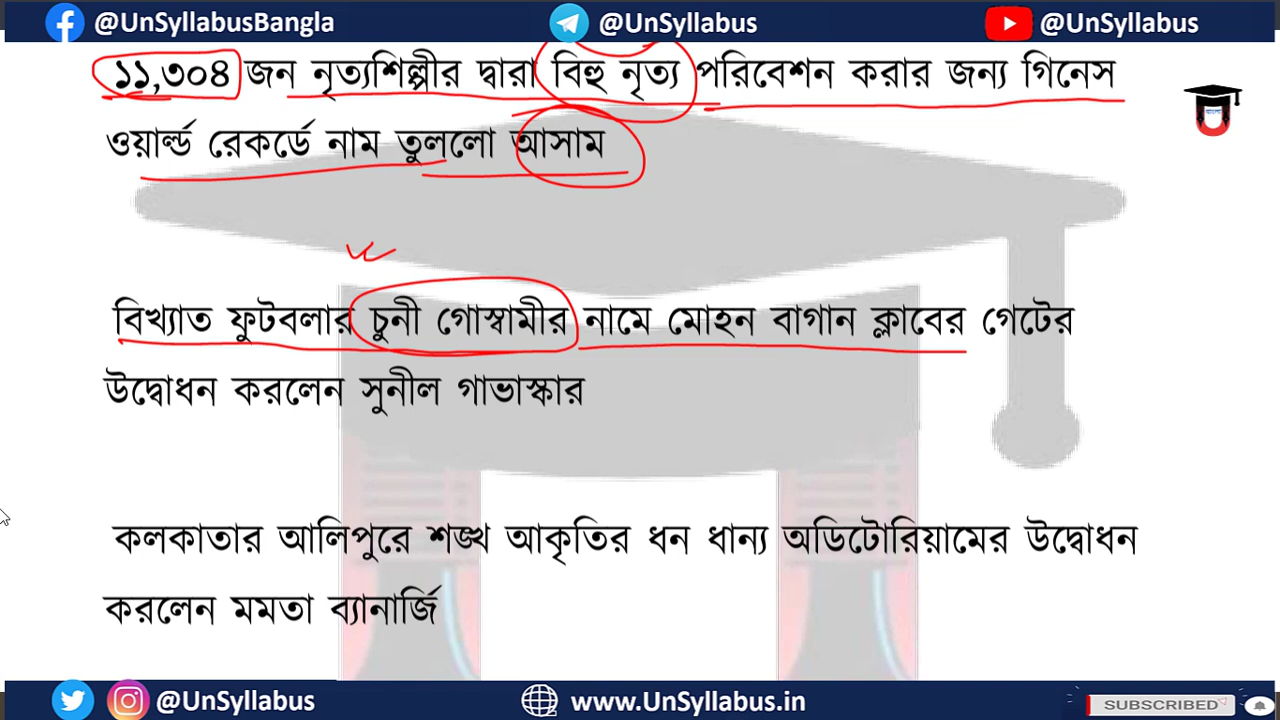 @UnSyllabusBangla @UnSyllabus @UnSyllabus
১১,৩০৪ জন নৃত্যশিল্পীর দ্বারা বিহু নৃত্য পরিবেশন করার জন্য গিনেস
ওয়ার্ল্ড রেকর্ডে নাম তুললো আসাম
বিখ্যাত ফুটবলার চুনী গোস্বামীর নামে মোহন বাগান ক্লাবের গেটের
উদ্বোধন করলেন সুনীল গাভাস্কার
কলকাতার আলিপুরে শঙ্খ আকৃতির ধন ধান্য অডিটোরিয়ামের উদ্বোধন
করলেন মমতা ব্যানার্জি
@UnSyllabus www.UnSyllabus.in SUBSCRIBED